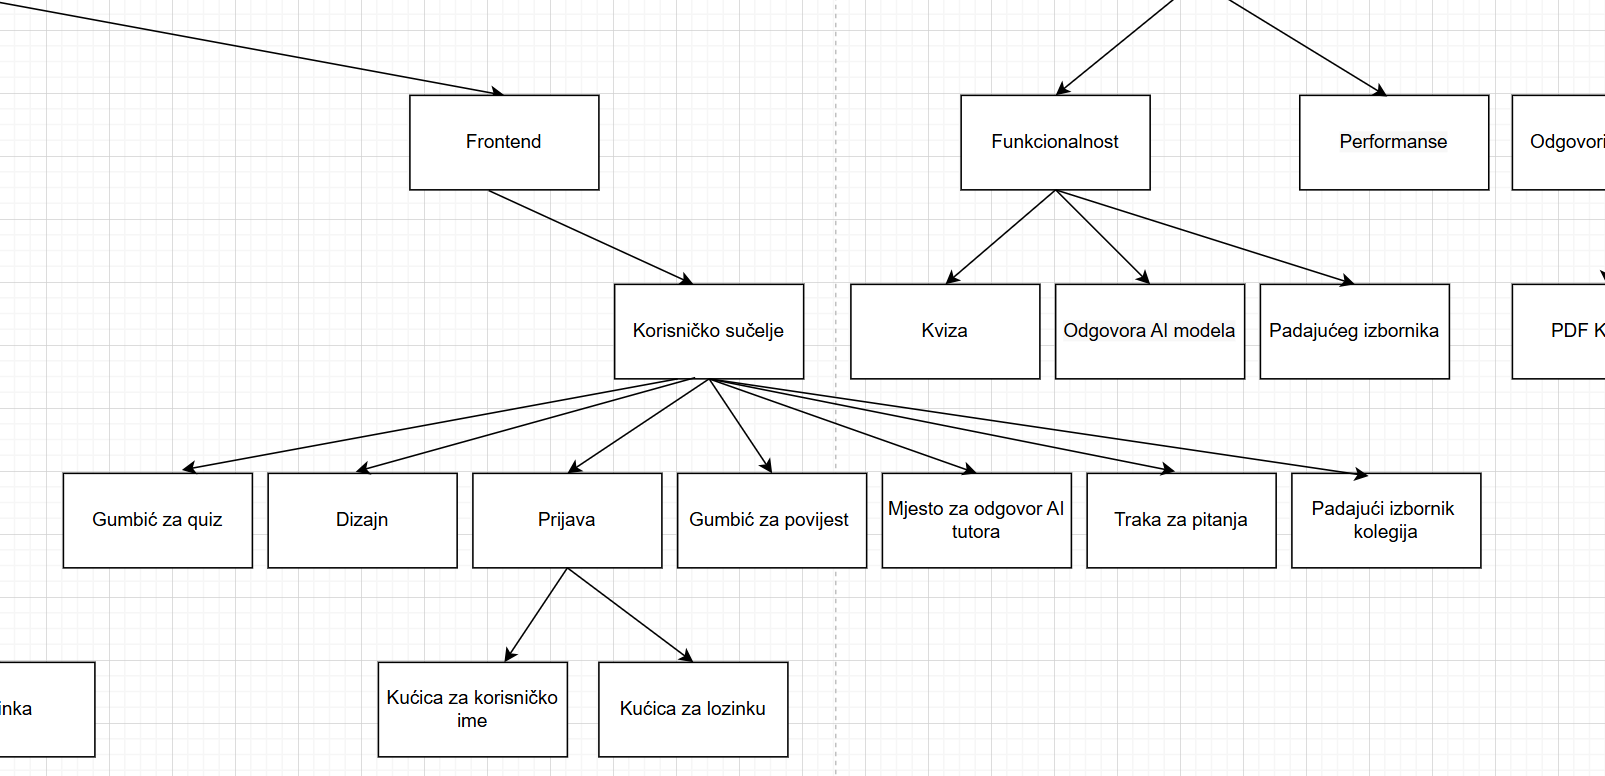 Frontend
Funkcionalnost
Performanse
Korisničko sučelje
Kviza
Odgovora AI modela
Padajućeg izbornika
PDF
Gumbić za quiz
Dizajn
Prijava
Gumbić za povijest
Mjesto za odgovor AI
tutora
Traka za pitanja
Padajući izbornik
kolegija
Kućica za korisničko
ime
Kućica za lozinku